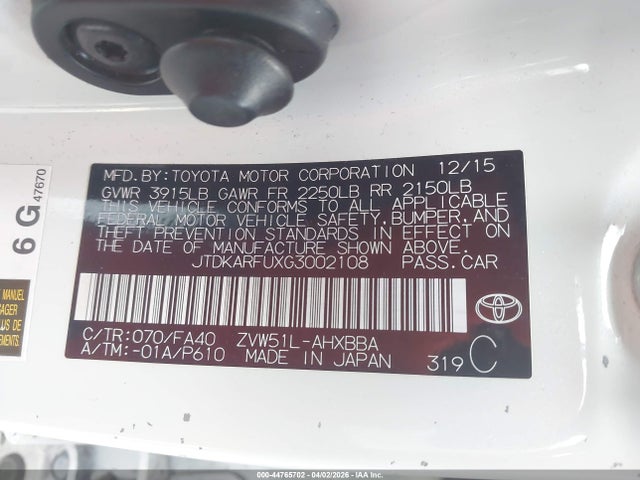 MFD.BY:TOYOTA MOTOR CORPORATION 12/15
GVWR 3915LB GAWR FR 2250LB RR 2150LB
THIS VEHICLE CONFORMS TO ALL APPLICABLE
FEDERAL MOTOR VEHICLE SAFETY, BUMPER, AND
THEFT PREVENTION STANDARDS IN EFFECT ON
THE DATE OF MANUFACTURE SHOWN ABOVE.
JTDKARFUXG3002108 PASS.CAR
C/TR:070/FA40 ZVW51L-AHXBBA
A/TM:-01A/P610 MADE IN JAPAN 319 C
6 G 47670
MANUEL
000-44765702 - 04/02/2026 - IAA Inc.